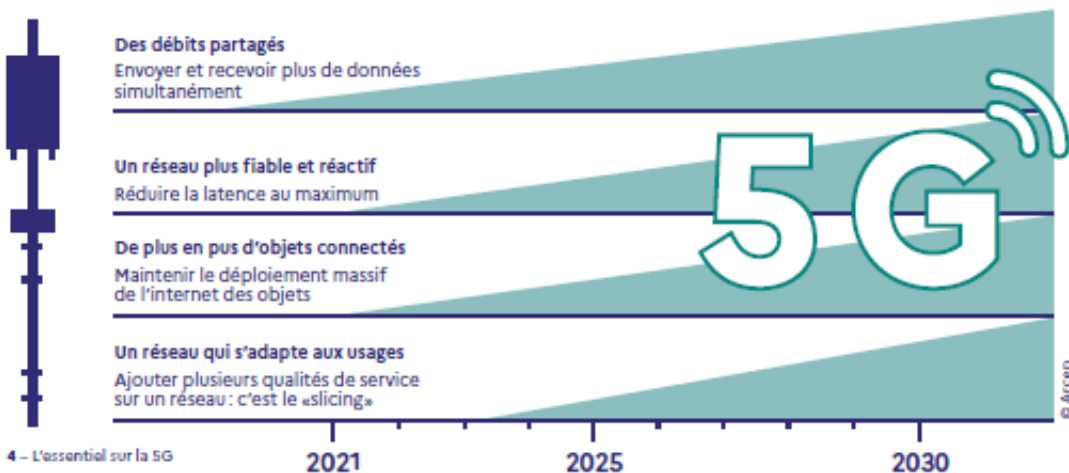 Des débits partagés
Envoyer et recevoir plus de données
simultanément
Un réseau plus fiable et réactif
Réduire la latence au maximum
De plus en pus d'objets connectés
Maintenir le déploiement massif
de l'internet des objets
Un réseau qui s'adapte aux usages
Ajouter plusieurs qualités de service
sur un réseau : c'est le «slicing»
5G
© Arcep
4 – L'essentiel sur la 5G
2021
2025
2030